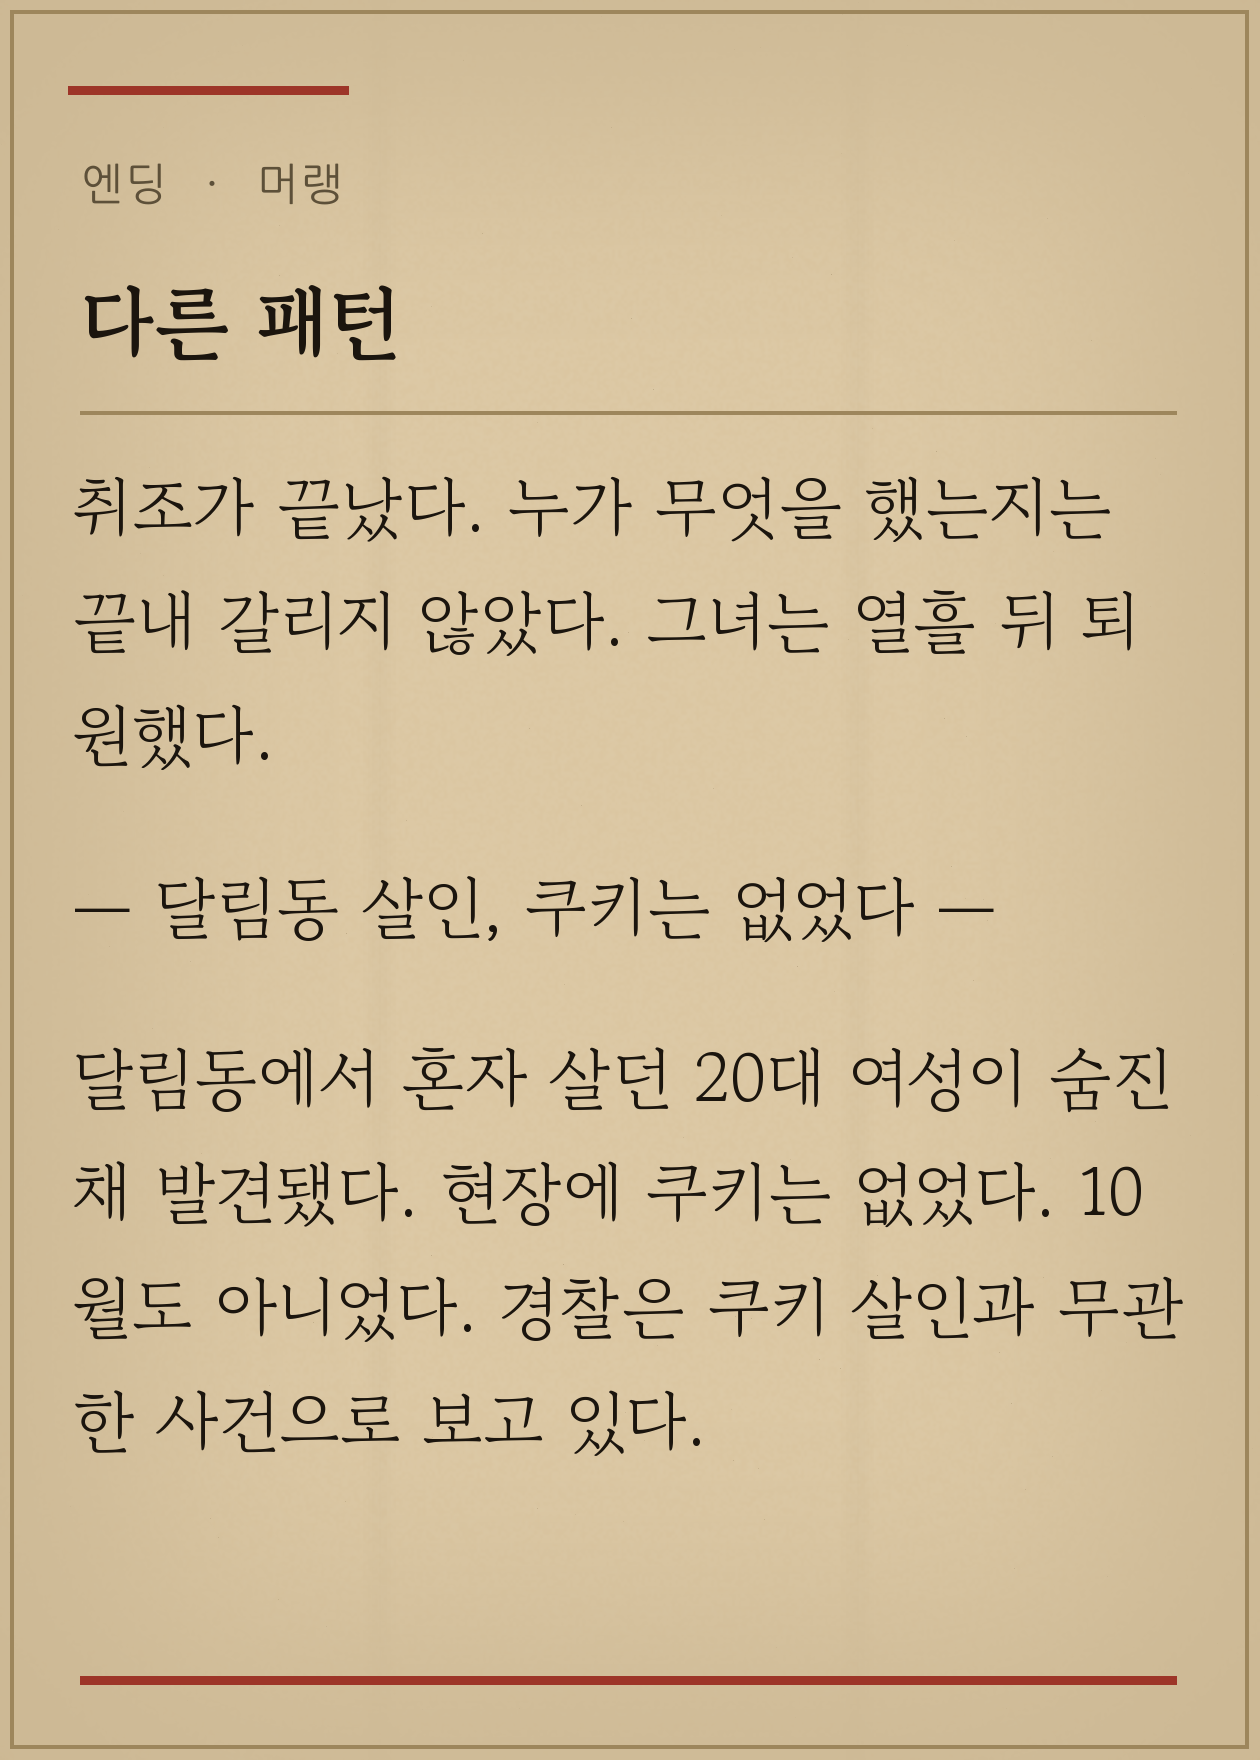 엔딩 · 머랭
다른 패턴
취조가 끝났다. 누가 무엇을 했는지는
끝내 갈리지 않았다. 그녀는 열흘 뒤 퇴
원했다.
— 달림동 살인, 쿠키는 없었다 —
달림동에서 혼자 살던 20대 여성이 숨진
채 발견됐다. 현장에 쿠키는 없었다. 10
월도 아니었다. 경찰은 쿠키 살인과 무관
한 사건으로 보고 있다.